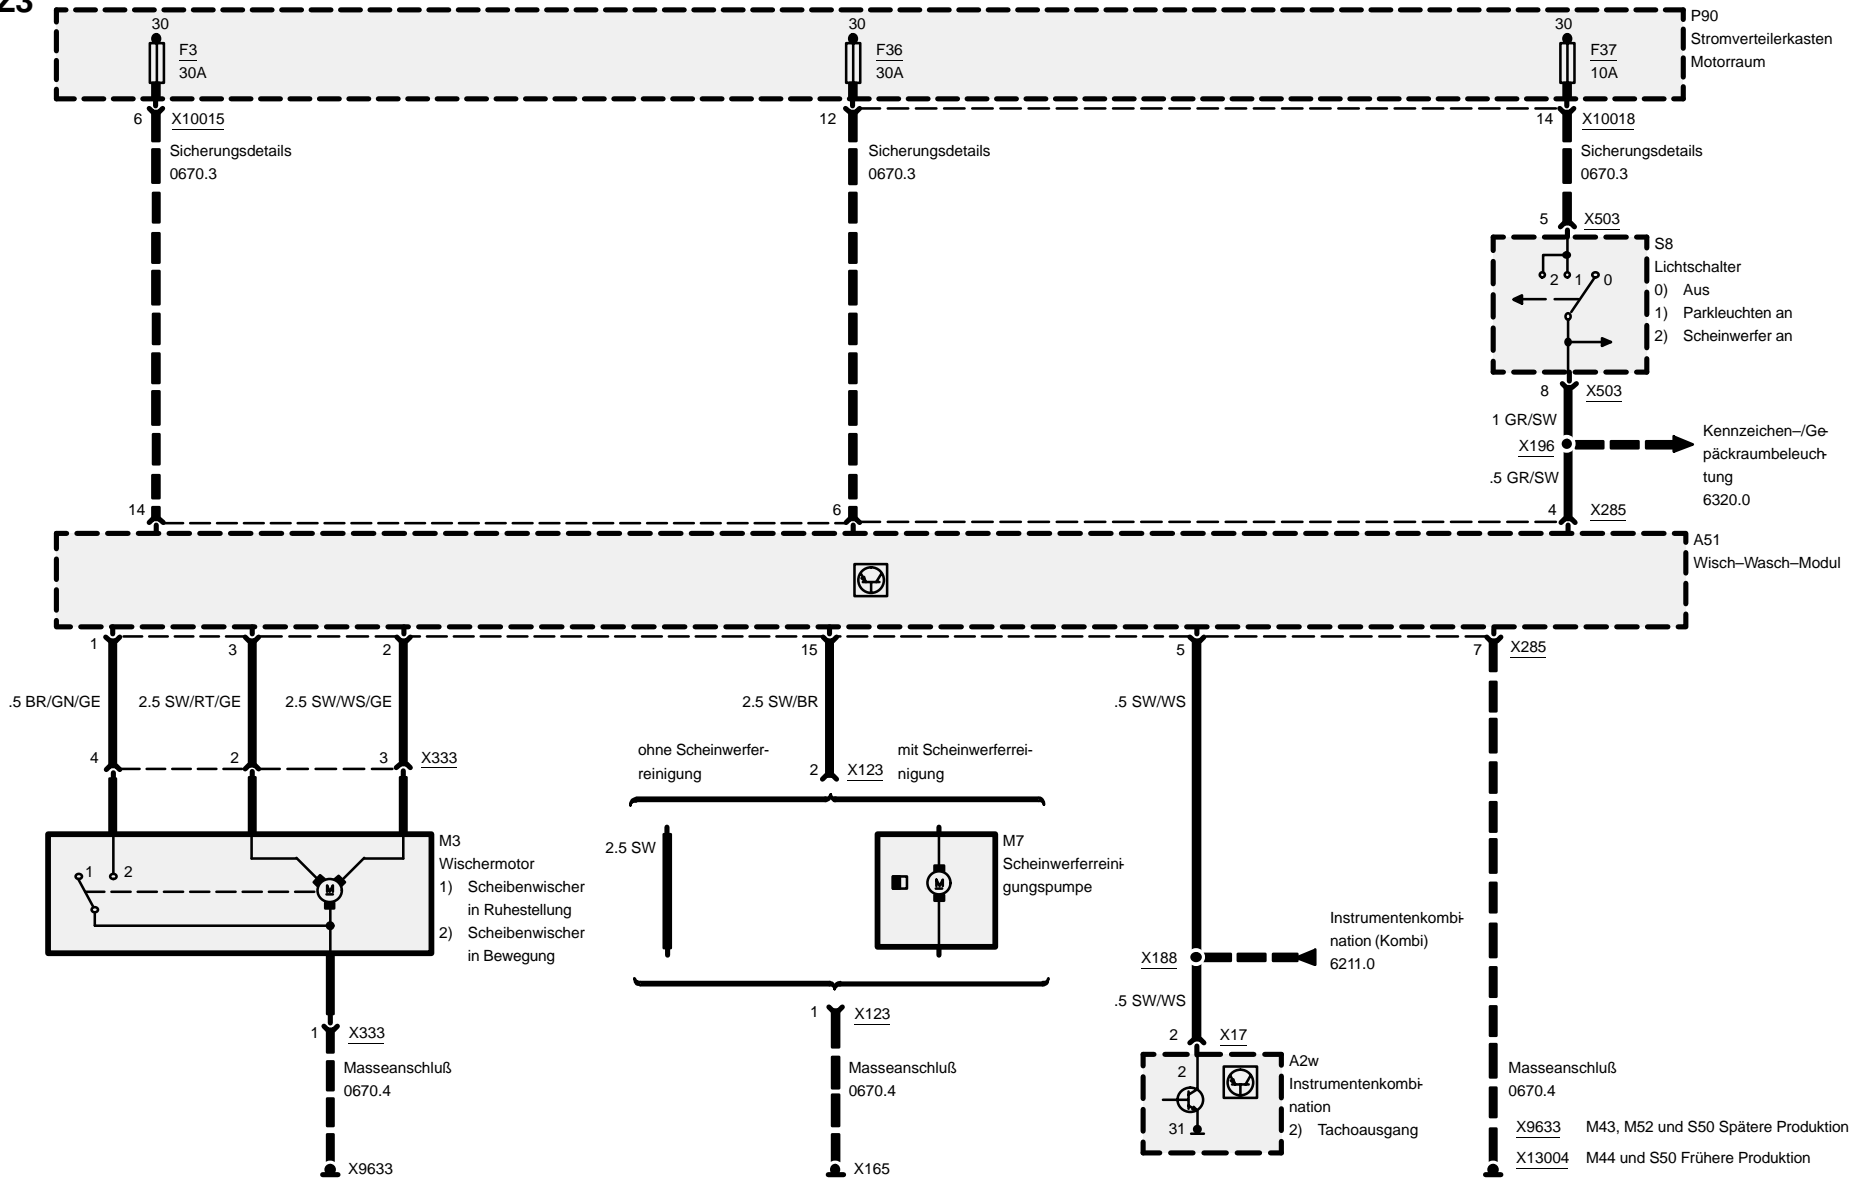 Z3
30
F3
30A
30
F36
30A
30
F37
10A
P90
Stromverteilerkasten
Motorraum
6 X10015
12
14 X10018
Sicherungsdetails
0670.3
Sicherungsdetails
0670.3
Sicherungsdetails
0670.3
5 X503
S8
Lichtschalter
0) Aus
1) Parkleuchten an
2) Scheinwerfer an
2 1 0
8 X503
1 GR/SW
X196
.5 GR/SW
Kennzeichen–/Ge-
päckraumbeleuch-
tung
6320.0
14
6
4 X285
A51
Wisch–Wasch–Modul
1
3
2
15
5
7 X285
.5 BR/GN/GE
2.5 SW/RT/GE
2.5 SW/WS/GE
2.5 SW/BR
.5 SW/WS
4
2
3 X333
ohne Scheinwerfer-
reinigung
2 X123
mit Scheinwerferrei-
nigung
1 2
M
M3
Wischermotor
1) Scheibenwischer
in Ruhestellung
2) Scheibenwischer
in Bewegung
2.5 SW
M
M7
Scheinwerferreini-
gungspumpe
X188
Instrumentenkombi-
nation (Kombi)
6211.0
.5 SW/WS
1 X333
1 X123
2 X17
Masseanschluß
0670.4
Masseanschluß
0670.4
2
31
A2w
Instrumentenkombi-
nation
2) Tachoausgang
Masseanschluß
0670.4
X9633
X165
X9633 M43, M52 und S50 Spätere Produktion
X13004 M44 und S50 Frühere Produktion